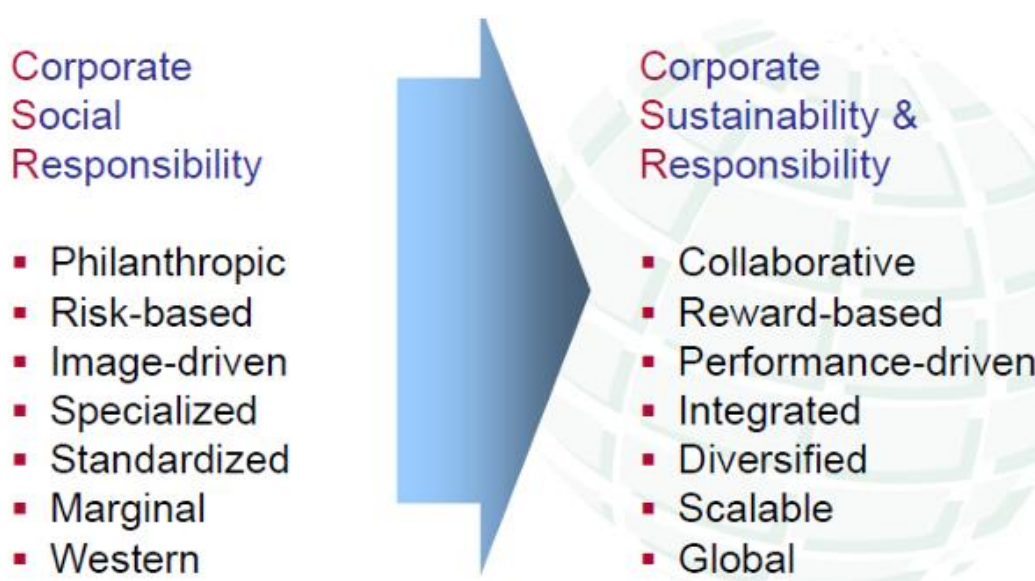 Corporate
Social
Responsibility
▪ Philanthropic
▪ Risk-based
▪ Image-driven
▪ Specialized
▪ Standardized
▪ Marginal
▪ Western
Corporate
Sustainability &
Responsibility
▪ Collaborative
▪ Reward-based
▪ Performance-driven
▪ Integrated
▪ Diversified
▪ Scalable
▪ Global